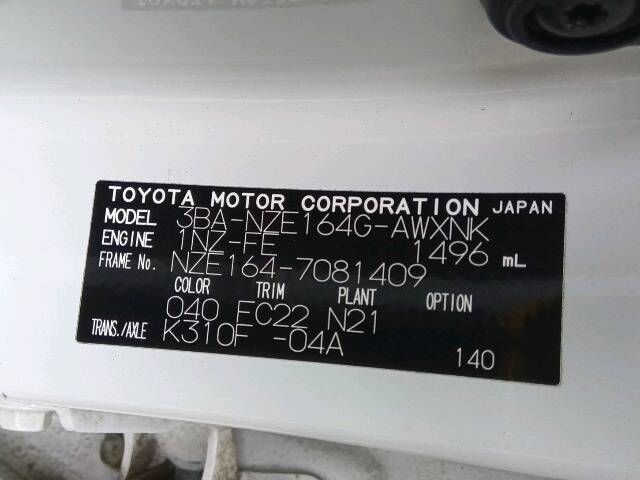 TOYOTA MOTOR CORPORATION JAPAN
MODEL 3BA-NZE164G-AWXNK
ENGINE 1NZ-FE 1496 mL
FRAME No. NZE164-7081409
COLOR TRIM PLANT OPTION
040 FC22 N21
TRANS./AXLE K310F -04A
140